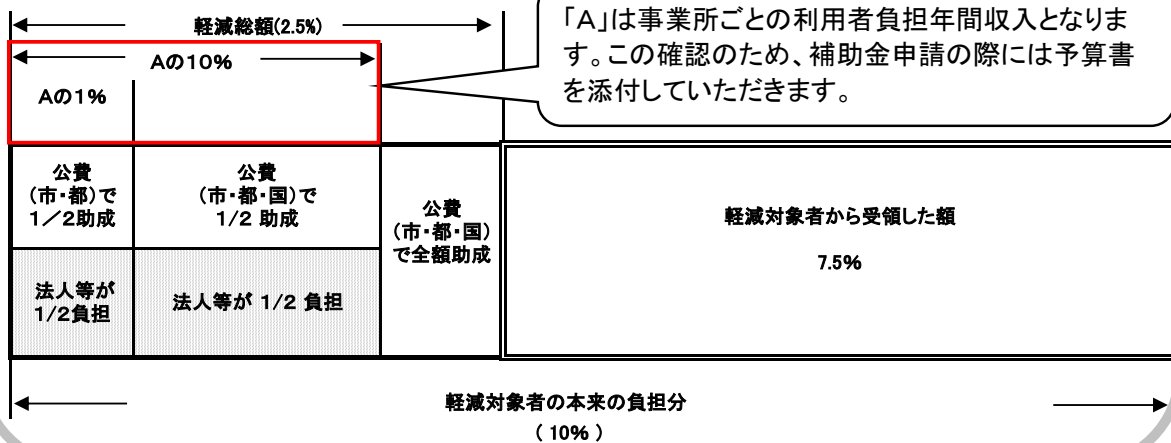 軽減総額(2.5%)
Aの10%
Aの1%
「A」は事業所ごとの利用者負担年間収入となりま
す。この確認のため、補助金申請の際には予算書
を添付していただきます。
公費
(市・都)で
1/2助成
公費
(市・都・国)で
1/2 助成
公費
(市・都・国)
で全額助成
軽減対象者から受領した額
7.5%
法人等が
1/2負担
法人等が 1/2 負担
軽減対象者の本来の負担分
( 10% )